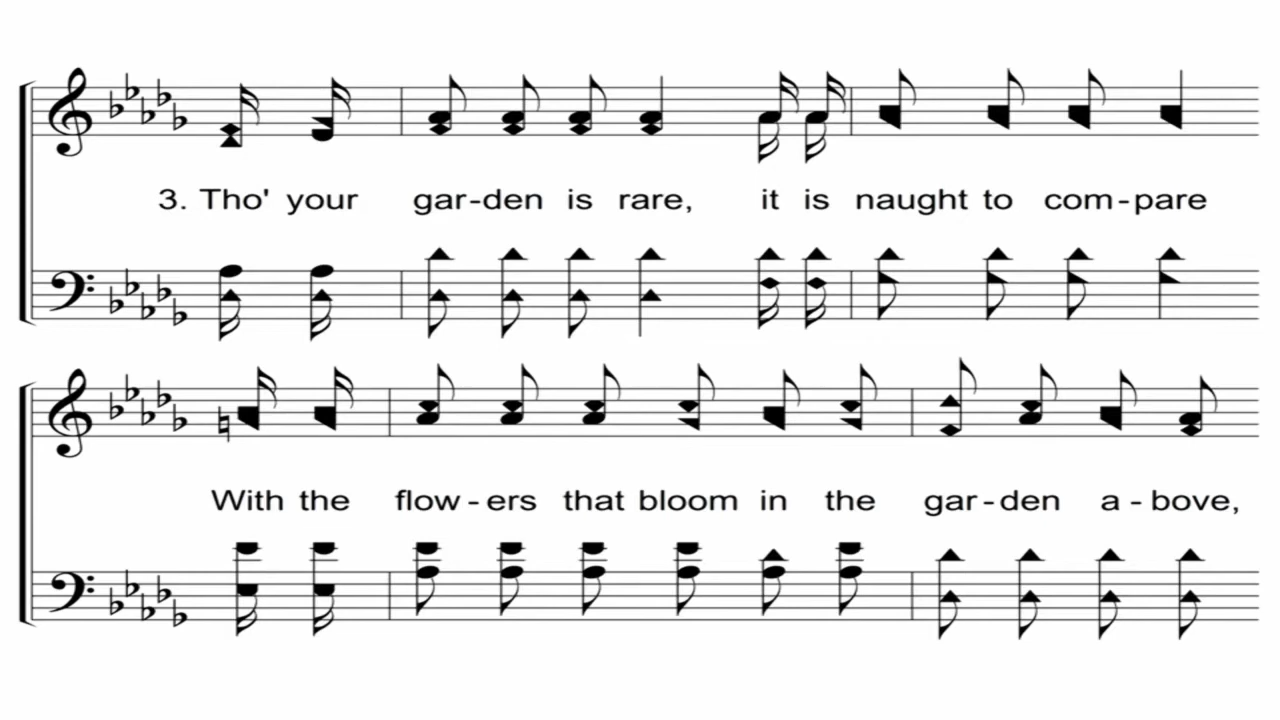 3. Tho' your gar-den is rare, it is naught to com-pare
With the flow-ers that bloom in the gar-den a-bove,